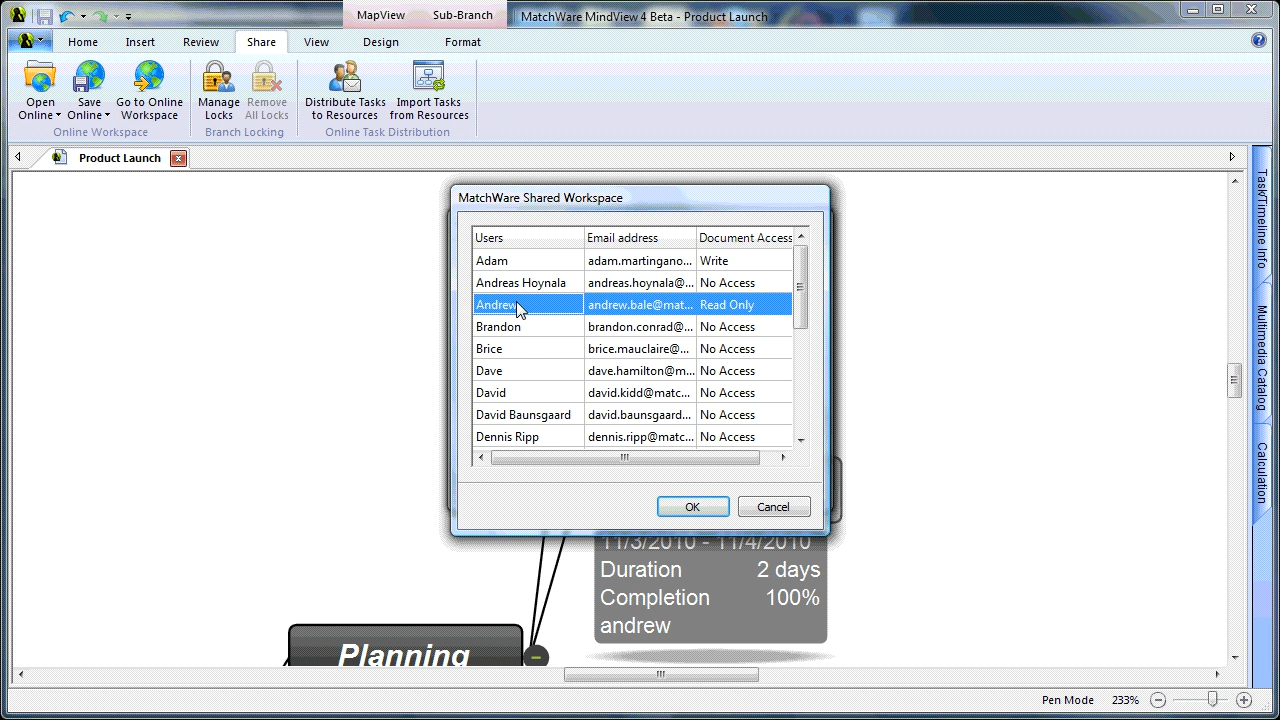 MapView Sub-Branch MatchWare MindView 4 Beta - Product Launch
Home Insert Review Share View Design Format
Open Online Save Online Go to Online Workspace Manage Locks Remove All Locks Distribute Tasks to Resources Import Tasks from Resources
Online Workspace Branch Locking Online Task Distribution
Product Launch
MatchWare Shared Workspace
Users Email address Document Access
Adam adam.martingano... Write
Andreas Hoynala andreas.hoynala@... No Access
Andrew andrew.bale@mat... Read Only
Brandon brandon.conrad@... No Access
Brice brice.mauclaire@... No Access
Dave dave.hamilton@m... No Access
David david.kidd@matc... No Access
David Baunsgaard david.baunsgaard... No Access
Dennis Ripp dennis.ripp@matc... No Access
OK Cancel
11/3/2010 - 11/4/2010
Duration 2 days
Completion 100%
andrew
Planning
Task/Timeline Info
Multimedia Catalog
Calculation
Pen Mode 233%